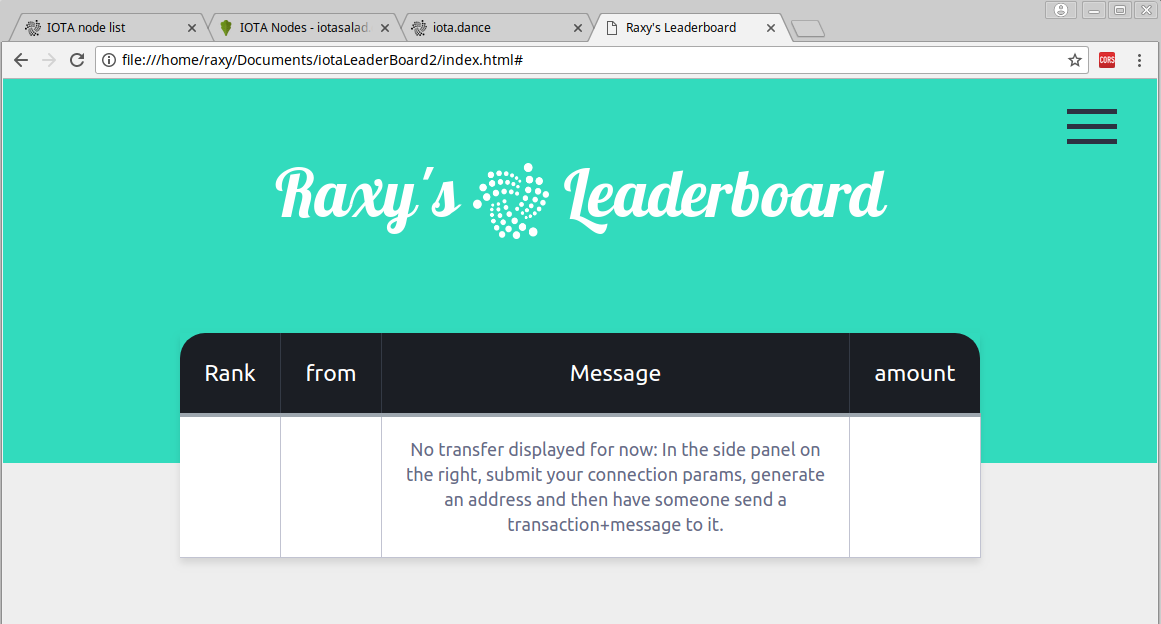 IOTA node list
IOTA Nodes - iotasalad.
iota.dance
Raxy's Leaderboard
file:///home/raxy/Documents/iotaLeaderBoard2/index.html#
CORS
Raxy's Leaderboard
Rank from Message amount
No transfer displayed for now: In the side panel on
the right, submit your connection params, generate
an address and then have someone send a
transaction+message to it.